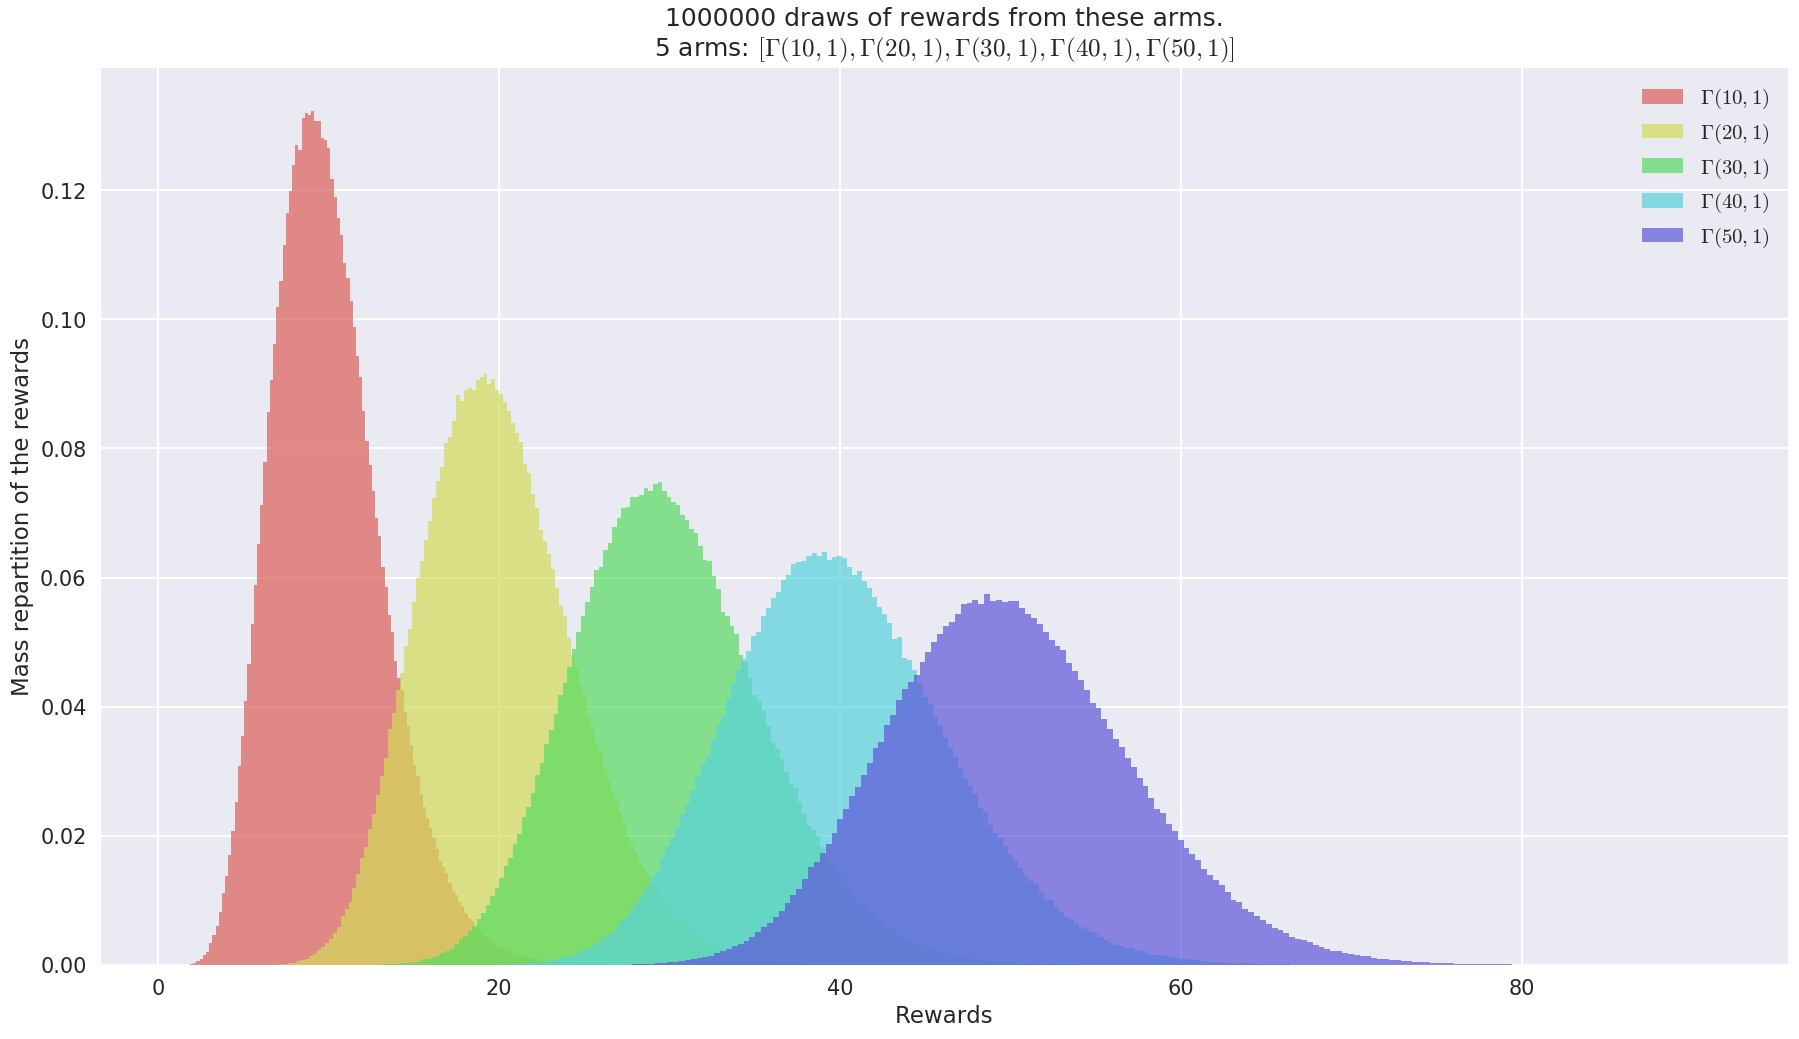 1000000 draws of rewards from these arms.
5 arms: [Γ(10, 1), Γ(20, 1), Γ(30, 1), Γ(40, 1), Γ(50, 1)]
Γ(10, 1)
Γ(20, 1)
Γ(30, 1)
Γ(40, 1)
Γ(50, 1)
Mass repartition of the rewards
0.12
0.10
0.08
0.06
0.04
0.02
0.00
0 20 40 60 80
Rewards